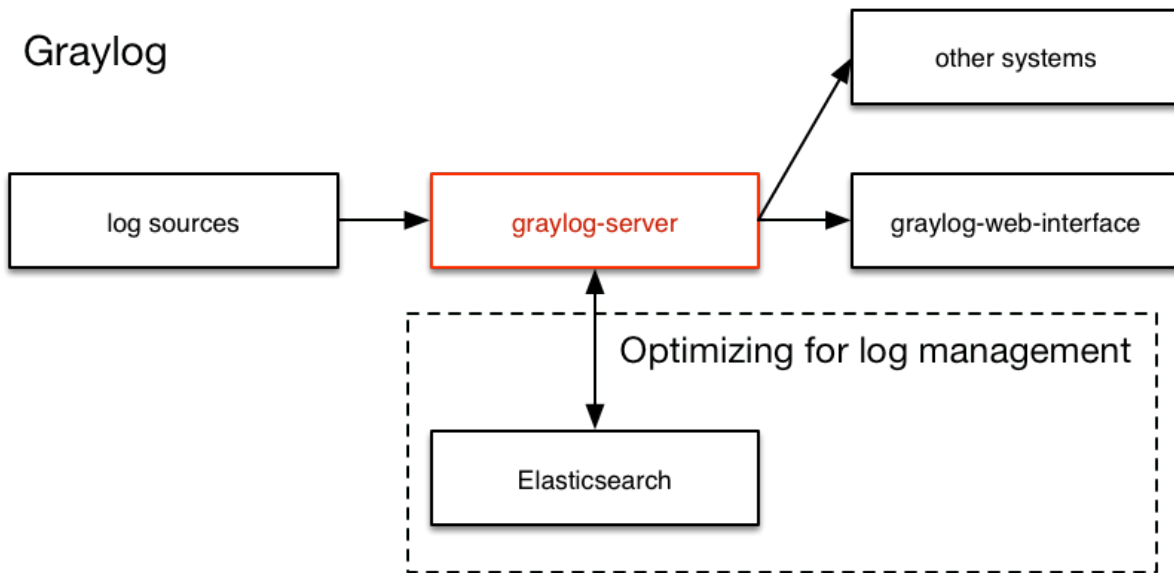 Graylog
other systems
log sources
graylog-server
graylog-web-interface
Optimizing for log management
Elasticsearch